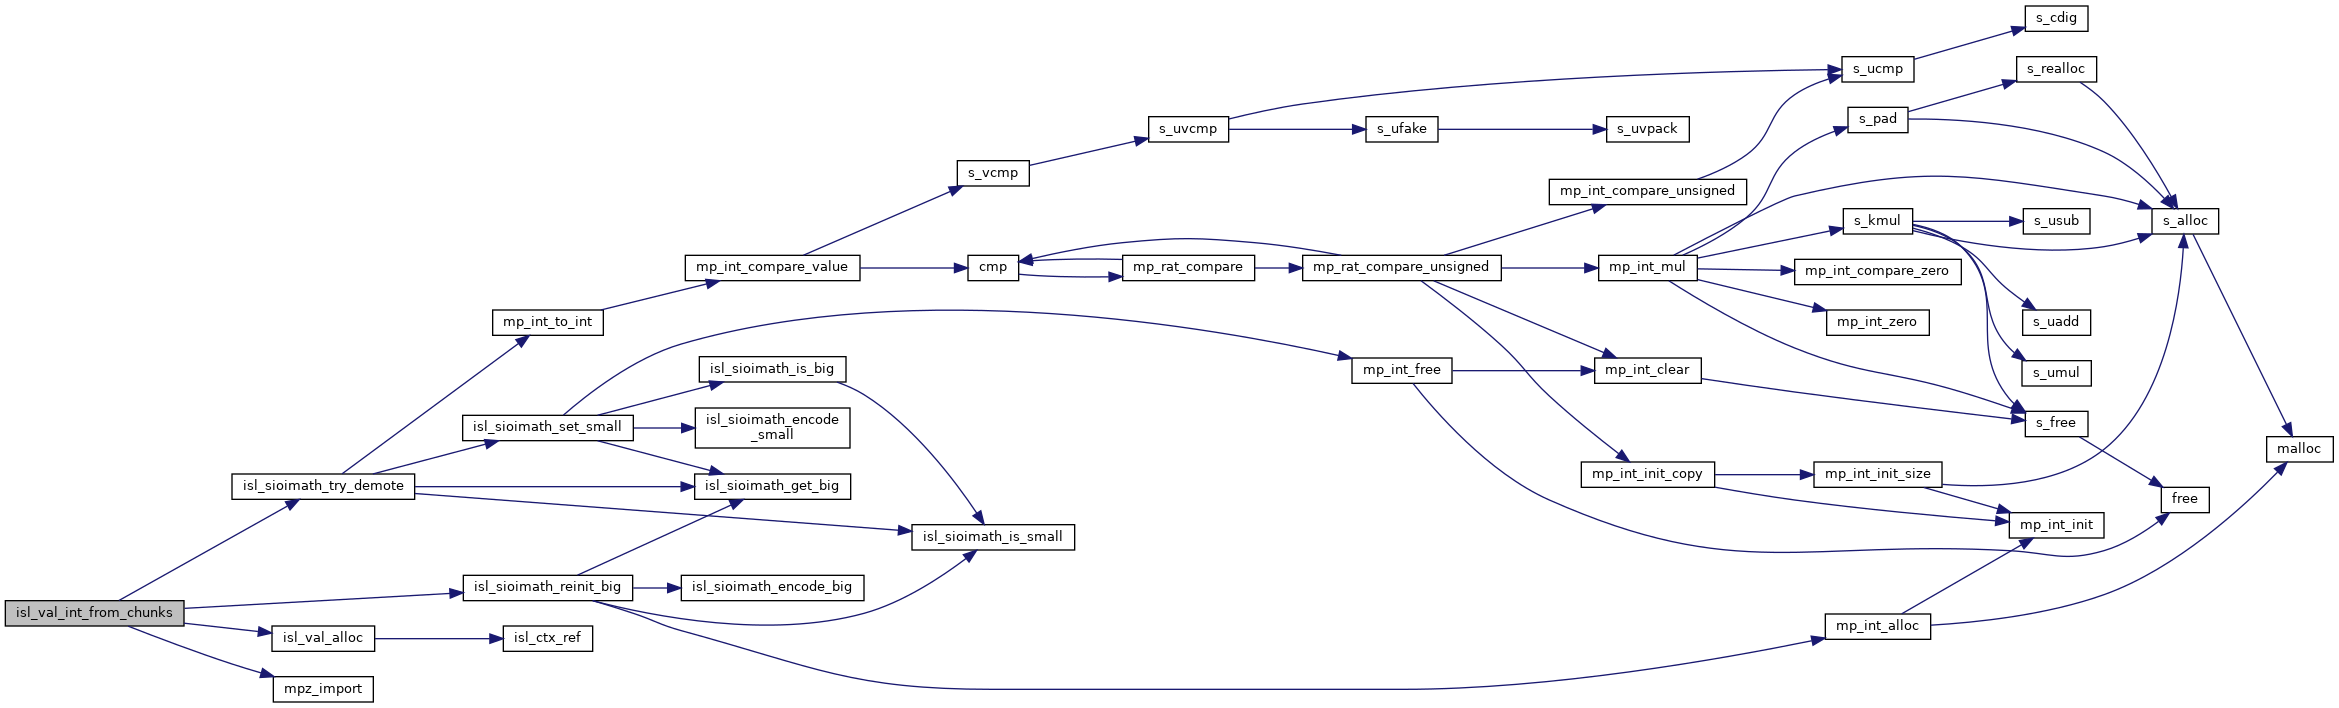 s_cdig
s_ucmp
s_realloc
s_pad
s_uvcmp
s_ufake
s_uvpack
s_vcmp
mp_int_compare_unsigned
s_kmul
s_usub
s_alloc
mp_int_compare_value
cmp
mp_rat_compare
mp_rat_compare_unsigned
mp_int_mul
mp_int_compare_zero
mp_int_to_int
mp_int_zero
s_uadd
isl_sioimath_is_big
mp_int_free
mp_int_clear
s_umul
isl_sioimath_set_small
isl_sioimath_encode
_small
s_free
malloc
isl_sioimath_try_demote
isl_sioimath_get_big
mp_int_init_copy
mp_int_init_size
free
isl_sioimath_is_small
mp_int_init
isl_sioimath_reinit_big
isl_sioimath_encode_big
isl_val_int_from_chunks
mp_int_alloc
isl_val_alloc
isl_ctx_ref
mpz_import